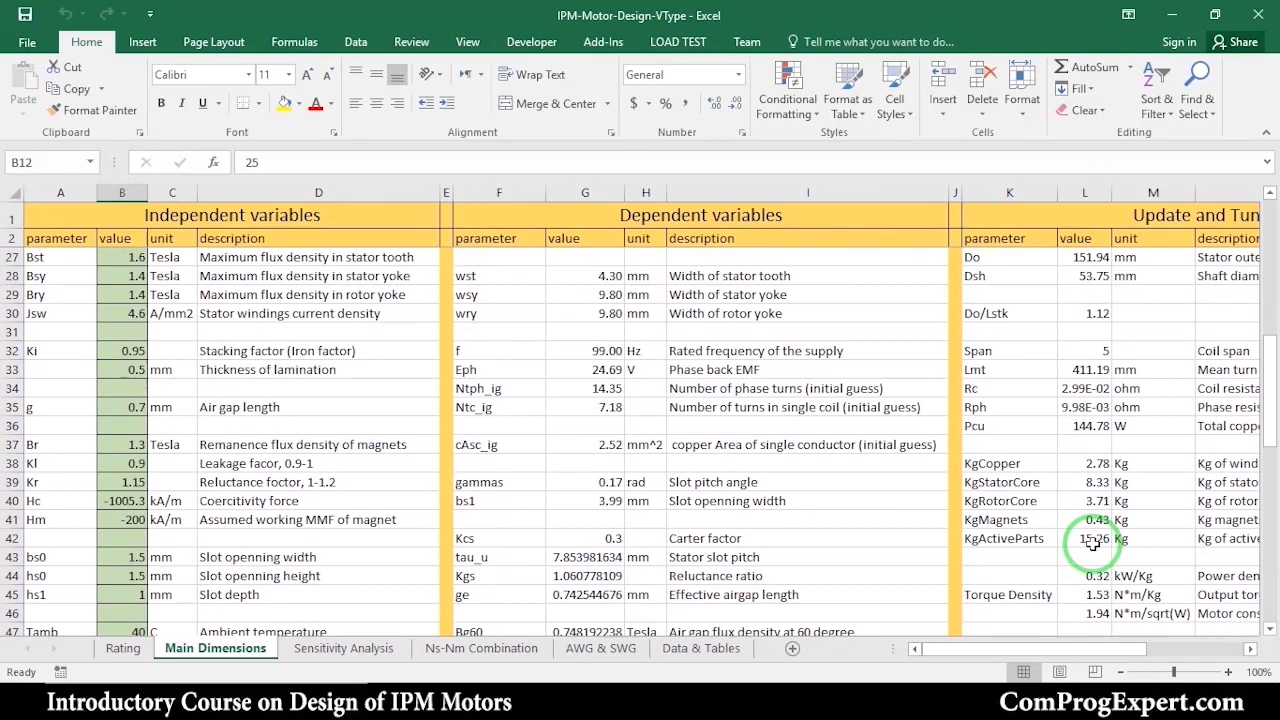 IPM-Motor-Design-VType - Excel
File Home Insert Page Layout Formulas Data Review View Developer Add-Ins LOAD TEST Team Tell me what you want to do... Sign in Share
Paste Cut Copy Format Painter
Calibri 11 Wrap Text General Conditional Formatting Format as Table Cell Styles Insert Delete Format AutoSum Fill Clear Sort & Filter Find & Select
B I U Merge & Center $ % ,
Clipboard Font Alignment Number Styles Cells Editing
B12 fx 25
A B C D E F G H I J K L M
1 Independent variables Dependent variables Update and Tun
2 parameter value unit description parameter value unit description parameter value unit description
27 Bst 1.6 Tesla Maximum flux density in stator tooth Do 151.94 mm Stator oute
28 Bsy 1.4 Tesla Maximum flux density in stator yoke wst 4.30 mm Width of stator tooth Dsh 53.75 mm Shaft diam
29 Bry 1.4 Tesla Maximum flux density in rotor yoke wsy 9.80 mm Width of stator yoke
30 Jsw 4.6 A/mm2 Stator windings current density wry 9.80 mm Width of rotor yoke Do/Lstk 1.12
31
32 Ki 0.95 Stacking factor (Iron factor) f 99.00 Hz Rated frequency of the supply Span 5 Coil span
33 0.5 mm Thickness of lamination Eph 24.69 V Phase back EMF Lmt 411.19 mm Mean turn
34 Ntph_ig 14.35 Number of phase turns (initial guess) Rc 2.99E-02 ohm Coil resista
35 g 0.7 mm Air gap length Ntc_ig 7.18 Number of turns in single coil (initial guess) Rph 9.98E-03 ohm Phase resis
36 Pcu 144.78 W Total coppe
37 Br 1.3 Tesla Remanence flux density of magnets cAsc_ig 2.52 mm^2 copper Area of single conductor (initial guess)
38 Kl 0.9 Leakage facor, 0.9-1 KgCopper 2.78 Kg Kg of wind
39 Kr 1.15 Reluctance foctor, 1-1.2 gammas 0.17 rad Slot pitch angle KgStatorCore 8.33 Kg Kg of stato
40 Hc -1005.3 kA/m Coercitivity force bs1 3.99 mm Slot openning width KgRotorCore 3.71 Kg Kg of rotor
41 Hm -200 kA/m Assumed working MMF of magnet KgMagnets 0.43 Kg Kg magnet
42 Kcs 0.3 Carter factor KgActiveParts 15.26 Kg Kg of active
43 bs0 1.5 mm Slot openning width tau_u 7.853981634 mm Stator slot pitch
44 hs0 1.5 mm Slot openning height Kgs 1.060778109 Reluctance ratio 0.32 kW/Kg Power den
45 hs1 1 mm Slot depth ge 0.742544676 mm Effective airgap length Torque Density 1.53 N*m/Kg Output tor
46 1.94 N*m/sqrt(W) Motor cons
47 Tamb 40 C Ambient temperature Bg60 0.748192238 Tesla Air gap flux density at 60 degree
Rating Main Dimensions Sensitivity Analysis Ns-Nm Combination AWG & SWG Data & Tables
Ready 100%
Introductory Course on Design of IPM Motors ComProgExpert.com